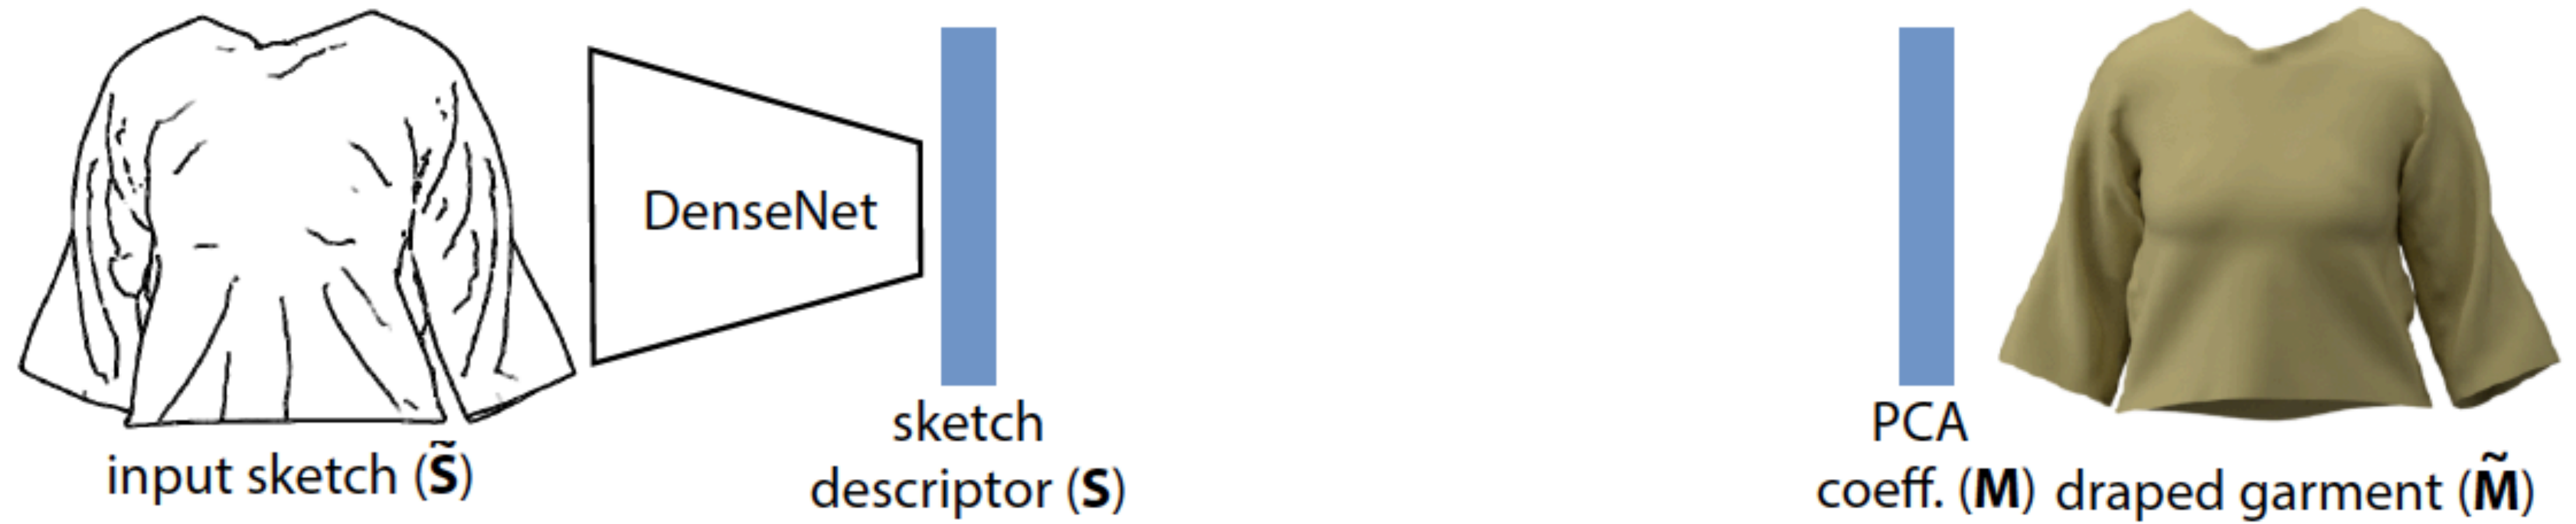 DenseNet
sketch
descriptor (S)
input sketch (S̃)
PCA
coeff. (M)
draped garment (M̃)